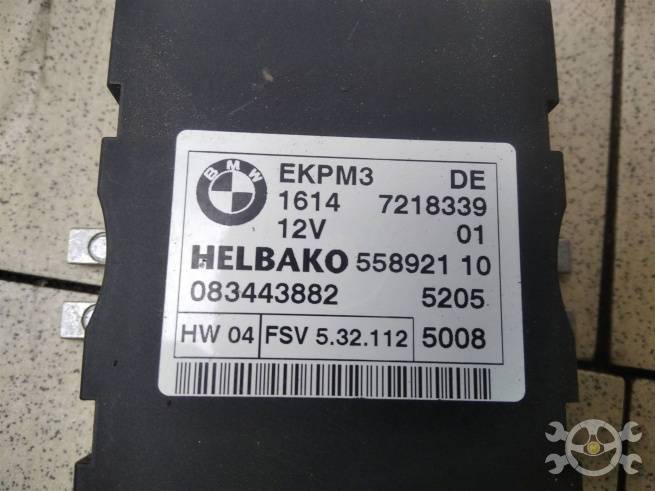 BMW
EKPM3 DE
1614 7218339
12V 01
HELBAKO 558921 10
083443882 5205
HW 04 FSV 5.32.112 5008